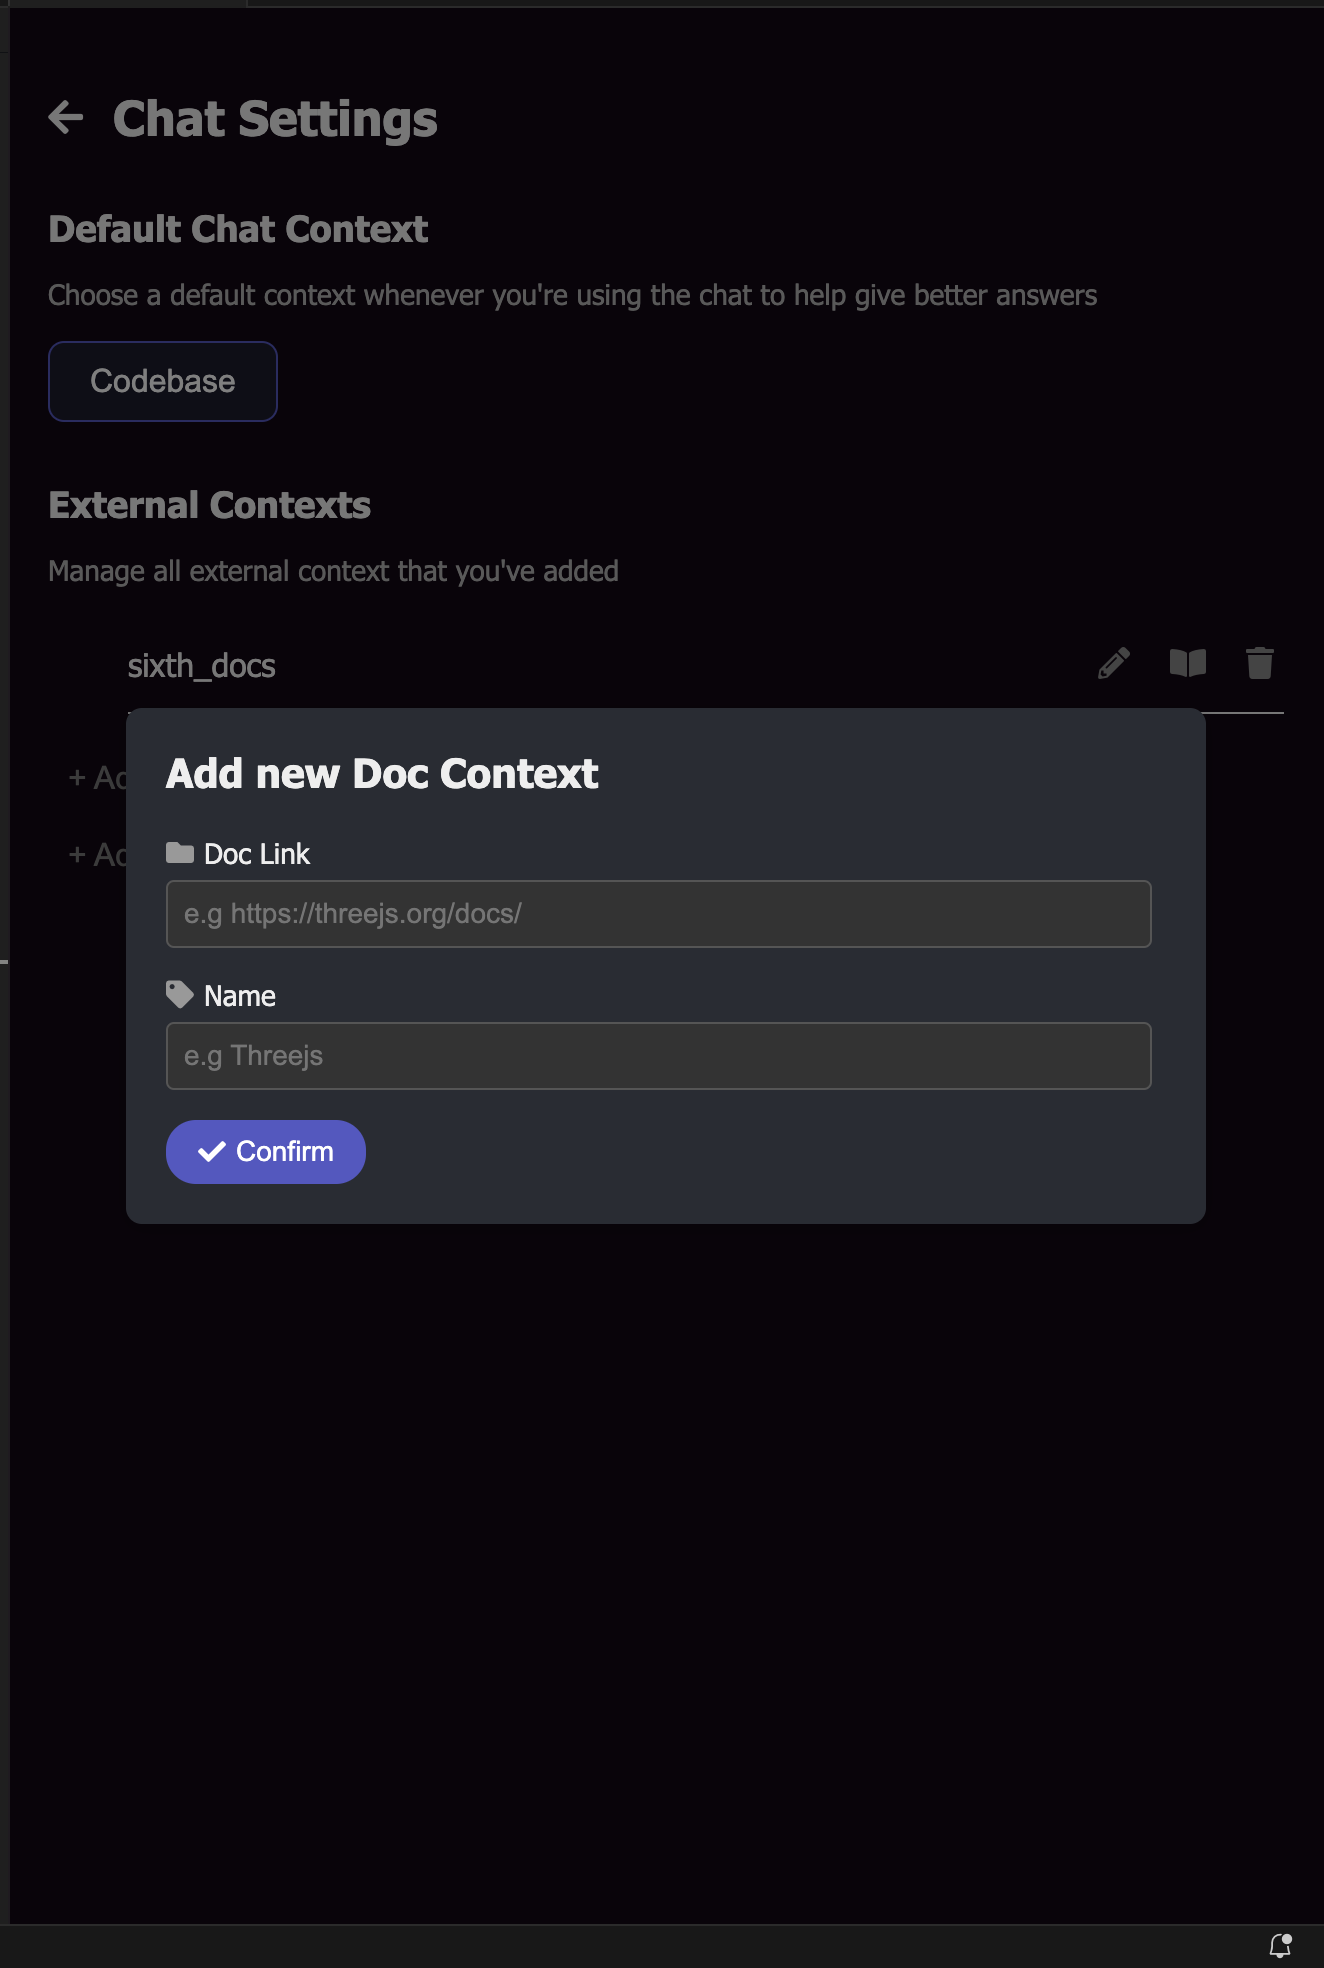 Chat Settings
Default Chat Context
Choose a default context whenever you're using the chat to help give better answers
Codebase
External Contexts
Manage all external context that you've added
sixth_docs
Add new Doc Context
+
Doc Link
+
e.g https://threejs.org/docs/
Name
e.g Threejs
Confirm